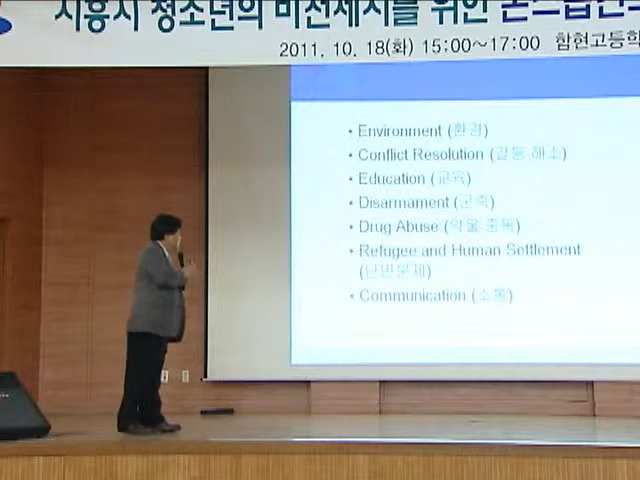 시흥시 청소년의 비전제시를 위한
2011. 10. 18(화) 15:00~17:00 함현고등학
• Environment (환경)
• Conflict Resolution (갈등 해소)
• Education (교육)
• Disarmament (군축)
• Drug Abuse (약물 중독)
• Refugee and Human Settlement
(난민문제)
• Communication (소통)